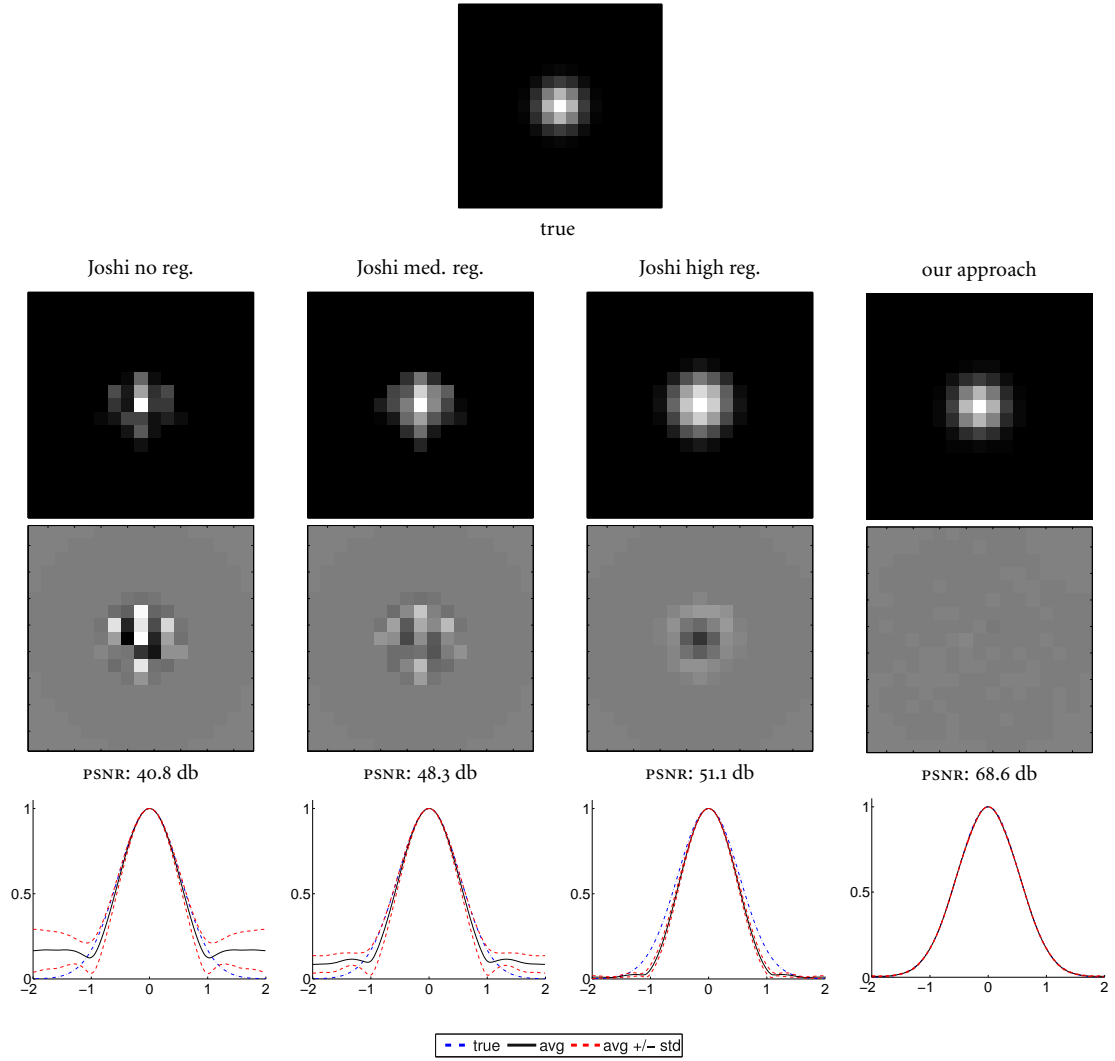 true
Joshi no reg.
Joshi med. reg.
Joshi high reg.
our approach
PSNR: 40.8 db
PSNR: 48.3 db
PSNR: 51.1 db
PSNR: 68.6 db
1
0.5
0
−2 −1 0 1 2
1
0.5
0
−2 −1 0 1 2
1
0.5
0
−2 −1 0 1 2
1
0.5
0
−2 −1 0 1 2
true avg avg +/− std